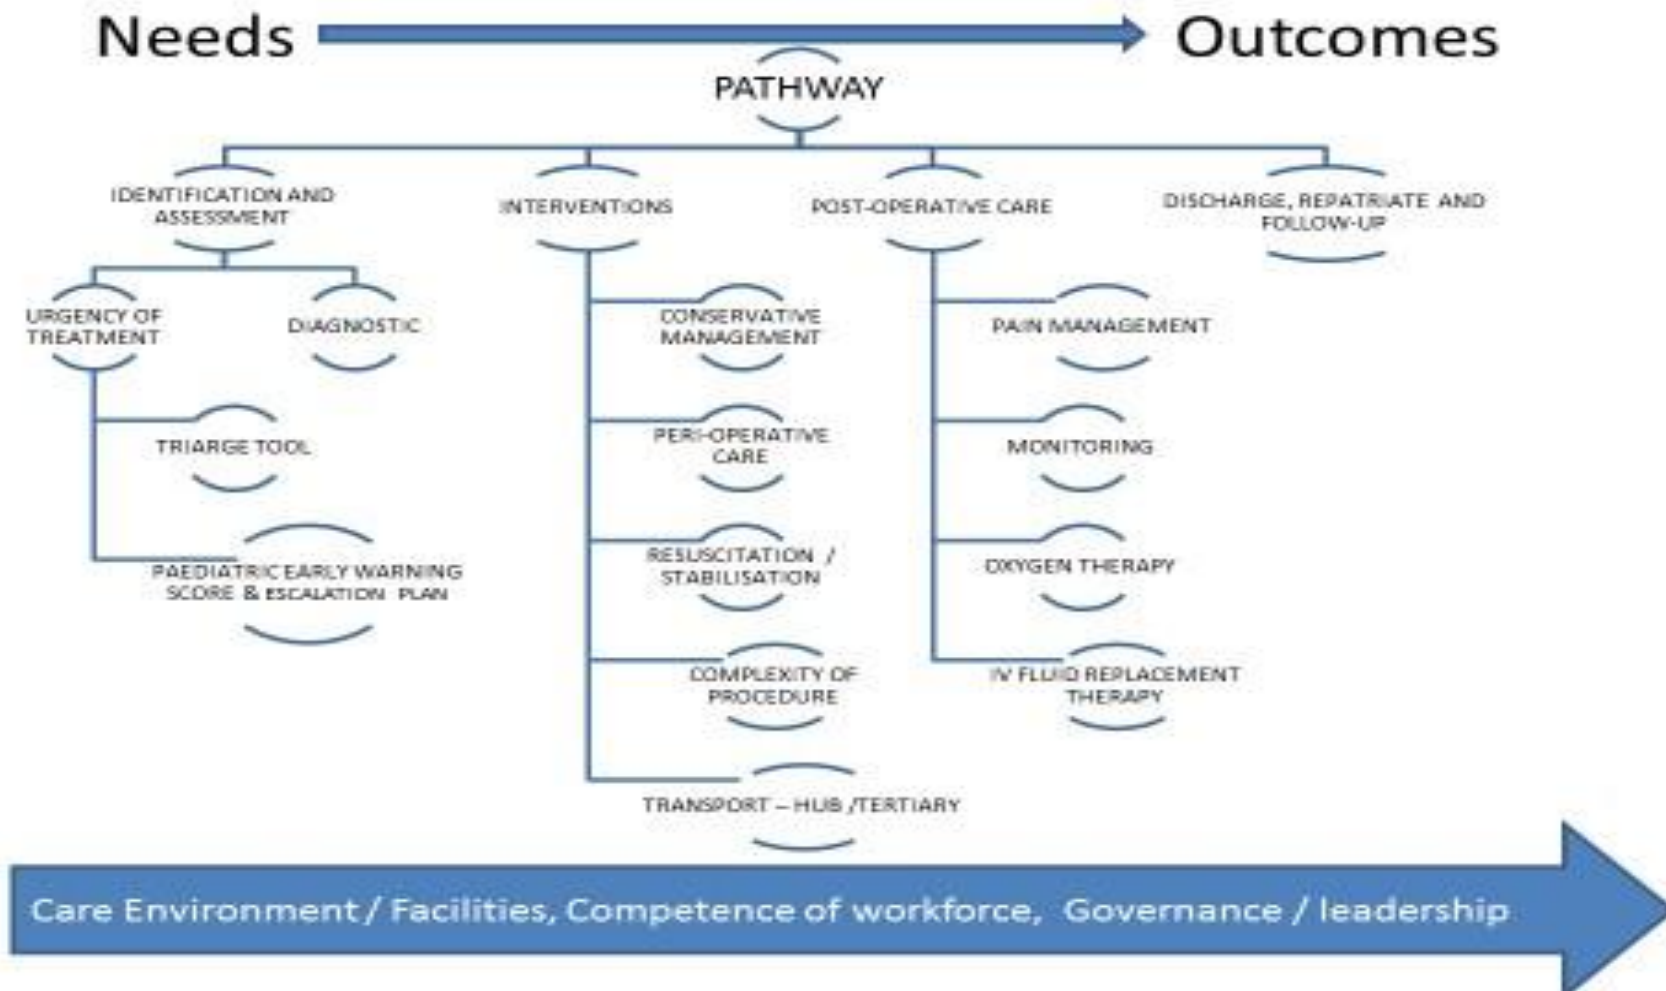 Needs
Outcomes
PATHWAY
IDENTIFICATION AND
ASSESSMENT
INTERVENTIONS
POST-OPERATIVE CARE
DISCHARGE, REPATRIATE AND
FOLLOW-UP
URGENCY OF
TREATMENT
DIAGNOSTIC
TRIARGE TOOL
PAEDIATRIC EARLY WARNING
SCORE & ESCALATION PLAN
CONSERVATIVE
MANAGEMENT
PERI-OPERATIVE
CARE
RESUSCITATION /
STABILISATION
COMPLEXITY OF
PROCEDURE
TRANSPORT – HUB /TERTIARY
PAIN MANAGEMENT
MONITORING
OXYGEN THERAPY
IV FLUID REPLACEMENT
THERAPY
Care Environment / Facilities, Competence of workforce, Governance / leadership